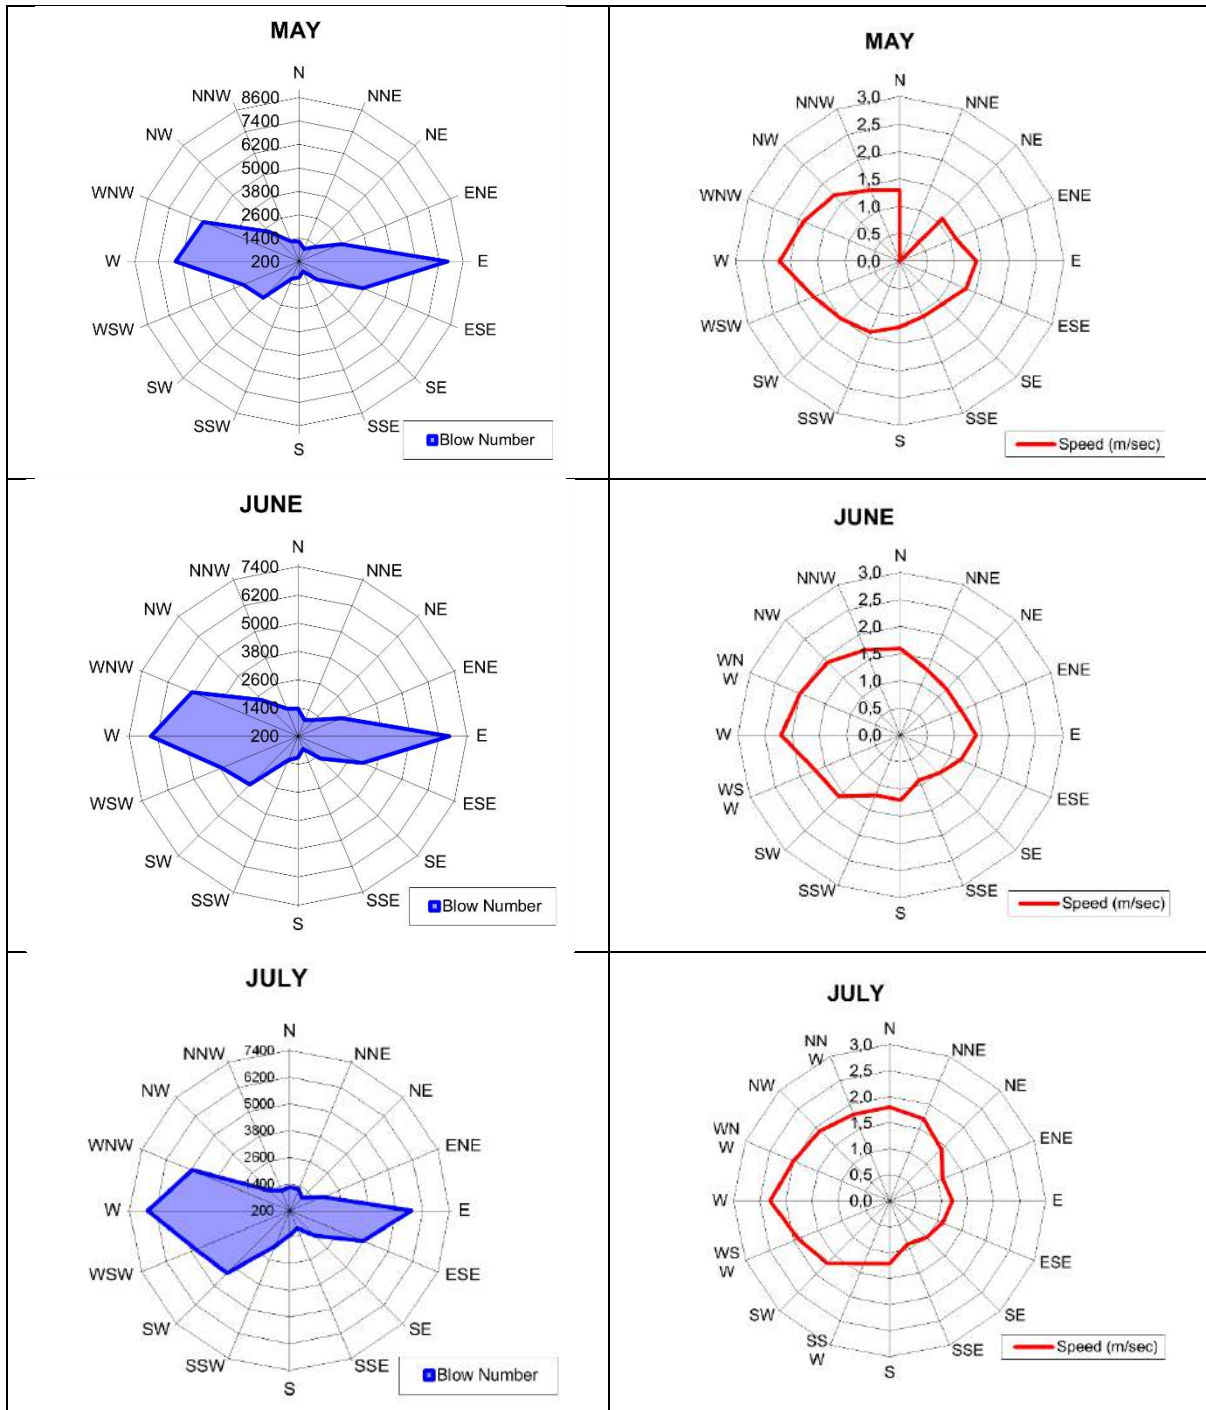 MAY
N
NNE
NE
ENE
E
ESE
SE
SSE
S
SSW
SW
WSW
W
WNW
NW
NNW
8600
7400
6200
5000
3800
2600
1400
200
Blow Number
MAY
N
NNE
NE
ENE
E
ESE
SE
SSE
S
SSW
SW
WSW
W
WNW
NW
NNW
3,0
2,5
2,0
1,5
1,0
0,5
0,0
Speed (m/sec)
JUNE
N
NNE
NE
ENE
E
ESE
SE
SSE
S
SSW
SW
WSW
W
WNW
NW
NNW
7400
6200
5000
3800
2600
1400
200
Blow Number
JUNE
N
NNE
NE
ENE
E
ESE
SE
SSE
S
SSW
SW
WS
W
W
WN
W
NW
NNW
3,0
2,5
2,0
1,5
1,0
0,5
0,0
Speed (m/sec)
JULY
N
NNE
NE
ENE
E
ESE
SE
SSE
S
SSW
SW
WSW
W
WNW
NW
NNW
7400
6200
5000
3800
2600
1400
200
Blow Number
JULY
N
NNE
NE
ENE
E
ESE
SE
SSE
S
SS
W
SW
WS
W
W
WN
W
NW
NN
W
3,0
2,5
2,0
1,5
1,0
0,5
0,0
Speed (m/sec)